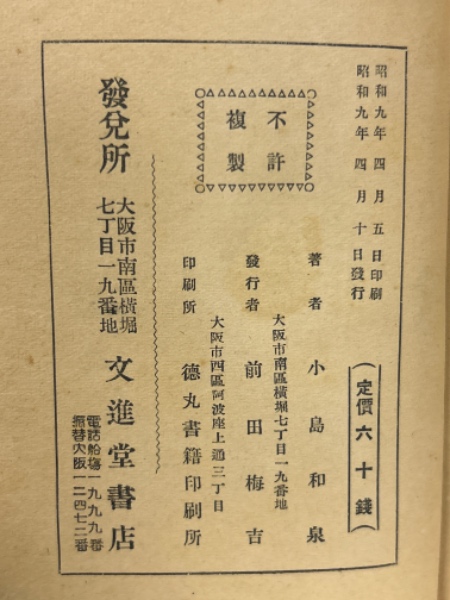 昭和九年四月五日印刷
昭和九年四月十日發行
（定價六十錢）
不許
複製
著者 小島和泉
大阪市南區橫堀七丁目一九番地
發行者 前田梅吉
大阪市西區阿波座上通三丁目
印刷所 德丸書籍印刷所
發兌所
大阪市南區橫堀
七丁目一九番地
文進堂書店
電話船場一九九九番
振替大阪一二四七二番